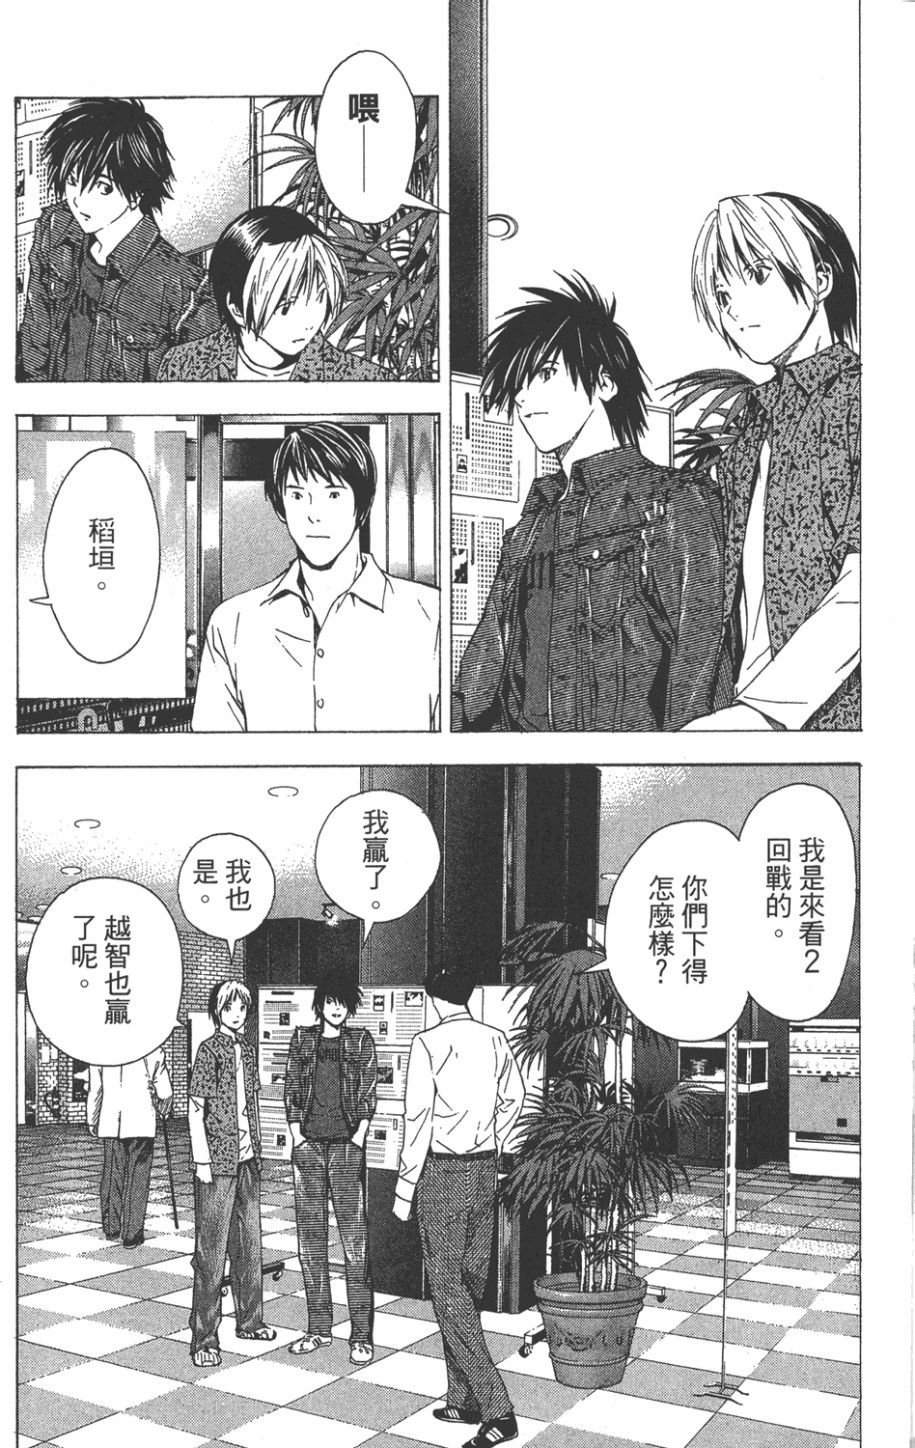 喂──
稻垣。
我是來看2
回戰的。
你們下得
怎麼樣？
我贏了。
我也
是。
越智也贏
了呢。